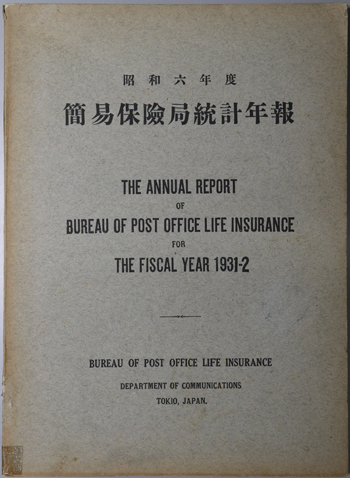 昭和六年度
簡易保險局統計年報
THE ANNUAL REPORT
OF
BUREAU OF POST OFFICE LIFE INSURANCE
FOR
THE FISCAL YEAR 1931-2
BUREAU OF POST OFFICE LIFE INSURANCE
DEPARTMENT OF COMMUNICATIONS
TOKIO, JAPAN.